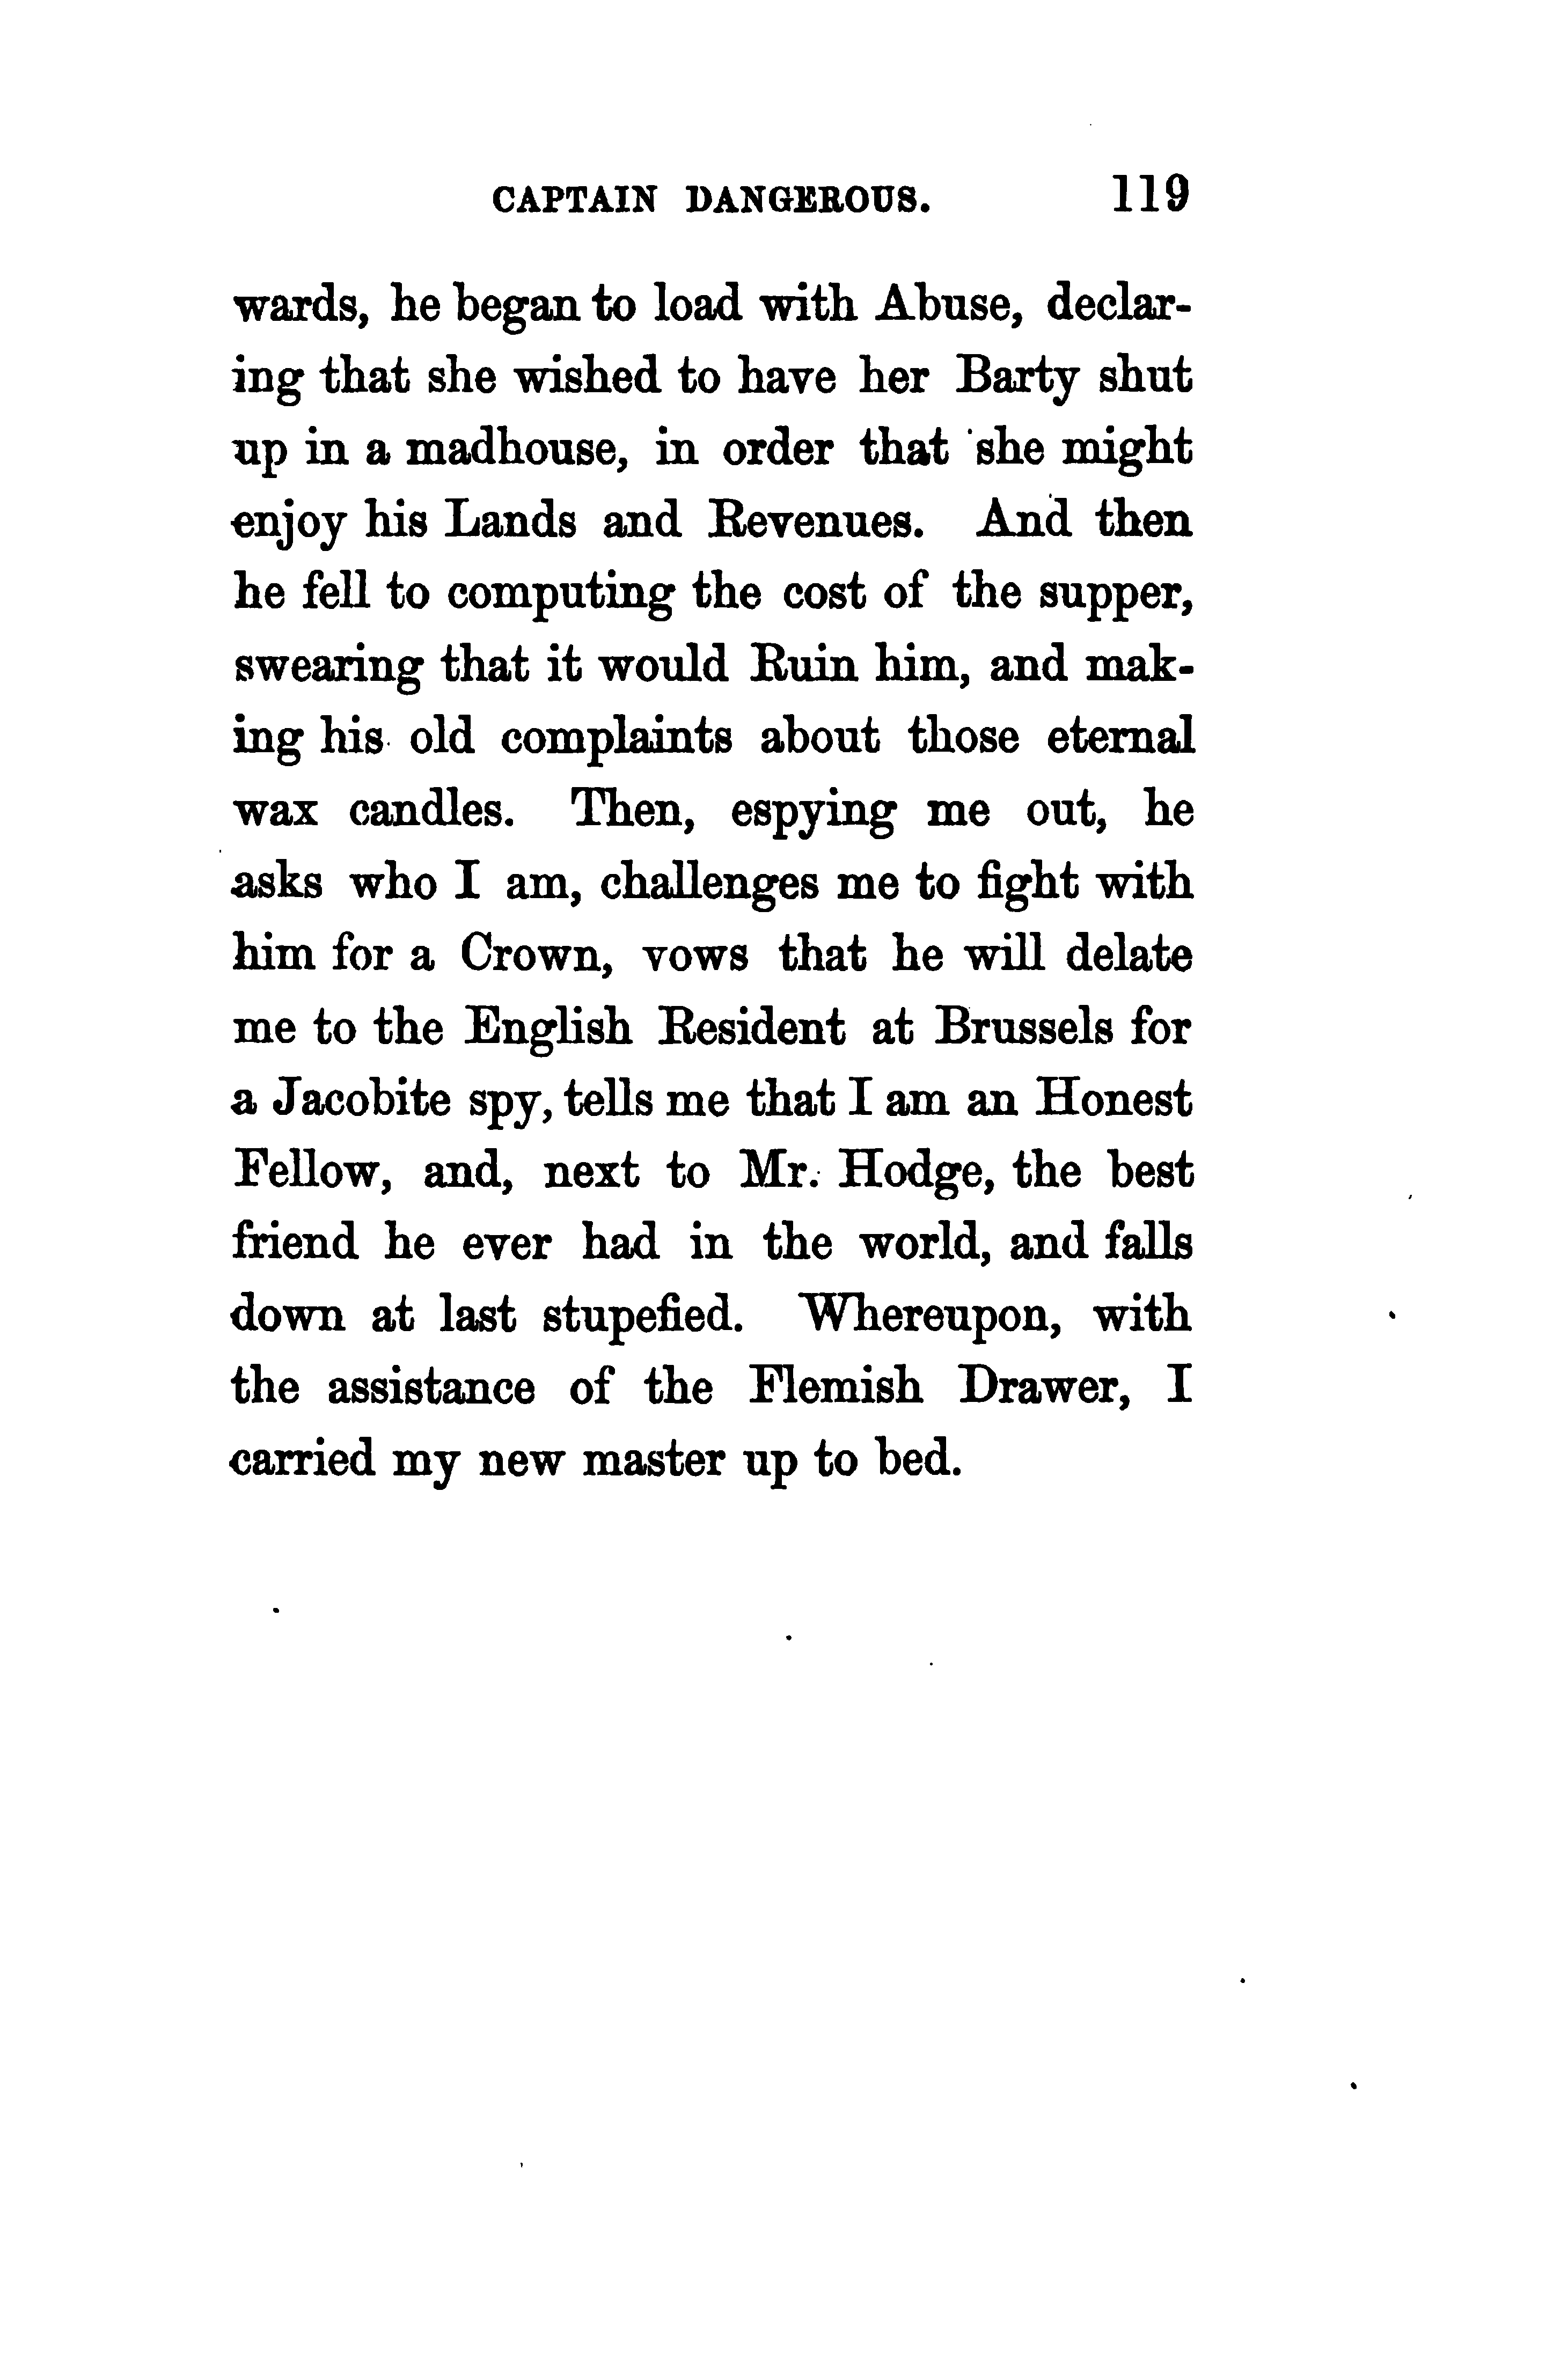 CAPTAIN DANGEROUS. 119
wards, he began to load with Abuse, declar-
ing that she wished to have her Barty shut
up in a madhouse, in order that she might
enjoy his Lands and Revenues. And then
he fell to computing the cost of the supper,
swearing that it would Ruin him, and mak-
ing his old complaints about those eternal
wax candles. Then, espying me out, he
asks who I am, challenges me to fight with
him for a Crown, vows that he will delate
me to the English Resident at Brussels for
a Jacobite spy, tells me that I am an Honest
Fellow, and, next to Mr. Hodge, the best
friend he ever had in the world, and falls
down at last stupefied. Whereupon, with
the assistance of the Flemish Drawer, I
carried my new master up to bed.